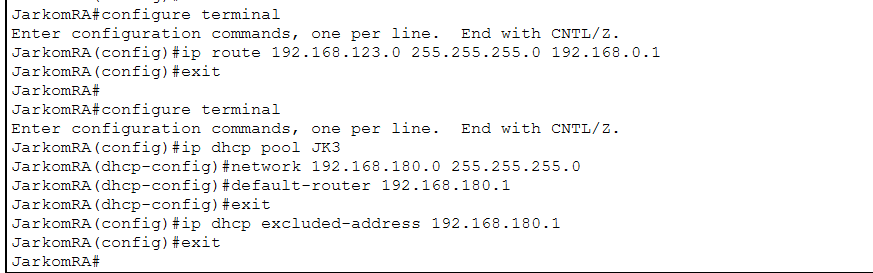 JarkomRA#configure terminal
Enter configuration commands, one per line.  End with CNTL/Z.
JarkomRA(config)#ip route 192.168.123.0 255.255.255.0 192.168.0.1
JarkomRA(config)#exit
JarkomRA#
JarkomRA#configure terminal
Enter configuration commands, one per line.  End with CNTL/Z.
JarkomRA(config)#ip dhcp pool JK3
JarkomRA(dhcp-config)#network 192.168.180.0 255.255.255.0
JarkomRA(dhcp-config)#default-router 192.168.180.1
JarkomRA(dhcp-config)#exit
JarkomRA(config)#ip dhcp excluded-address 192.168.180.1
JarkomRA(config)#exit
JarkomRA#